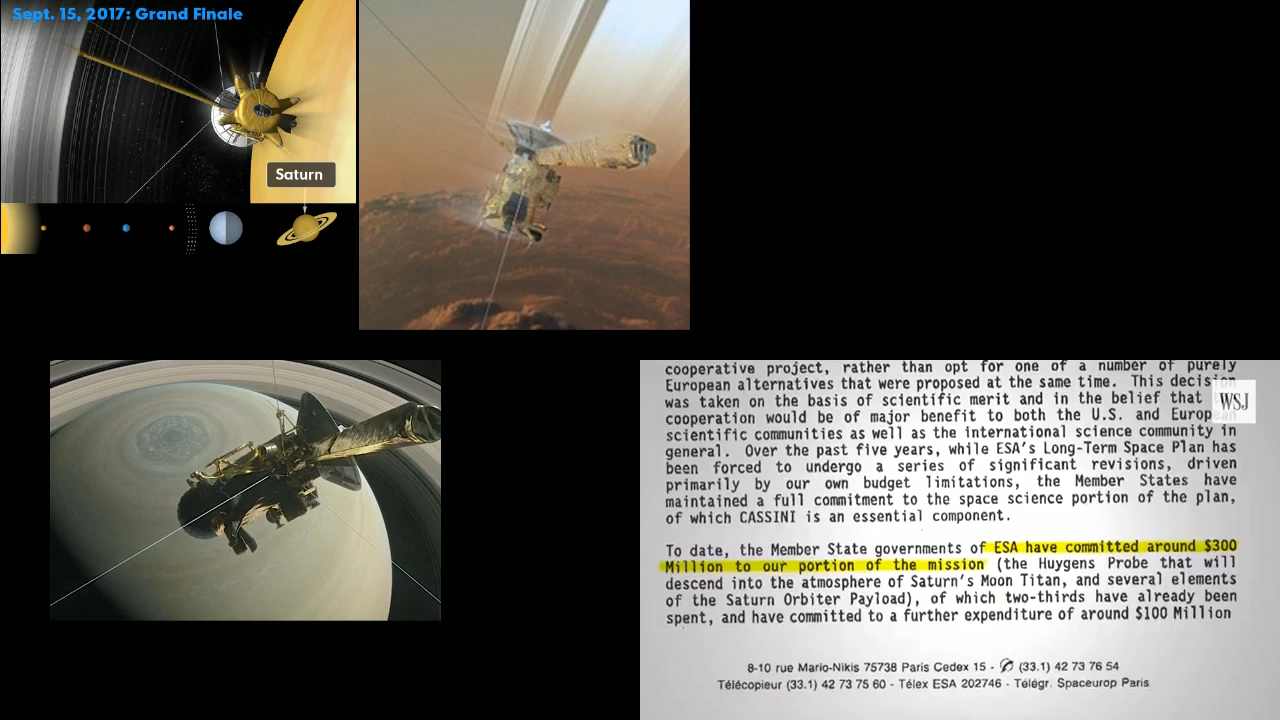 Sept. 15, 2017: Grand Finale
Saturn
cooperative project, rather than opt for one of a number of purely
European alternatives that were proposed at the same time. This decision
was taken on the basis of scientific merit and in the belief that
WSJ
cooperation would be of major benefit to both the U.S. and European
scientific communities as well as the international science community in
general. Over the past five years, while ESA's Long-Term Space Plan has
been forced to undergo a series of significant revisions, driven
primarily by our own budget limitations, the Member States have
maintained a full commitment to the space science portion of the plan,
of which CASSINI is an essential component.
To date, the Member State governments of ESA have committed around $300
Million to our portion of the mission (the Huygens Probe that will
descend into the atmosphere of Saturn's Moon Titan, and several elements
of the Saturn Orbiter Payload), of which two-thirds have already been
spent, and have committed to a further expenditure of around $100 Million
8-10 rue Mario-Nikis 75738 Paris Cedex 15 - ✆ (33.1) 42 73 76 54
Télécopieur (33.1) 42 73 75 60 - Télex ESA 202746 - Télégr. Spaceurop Paris